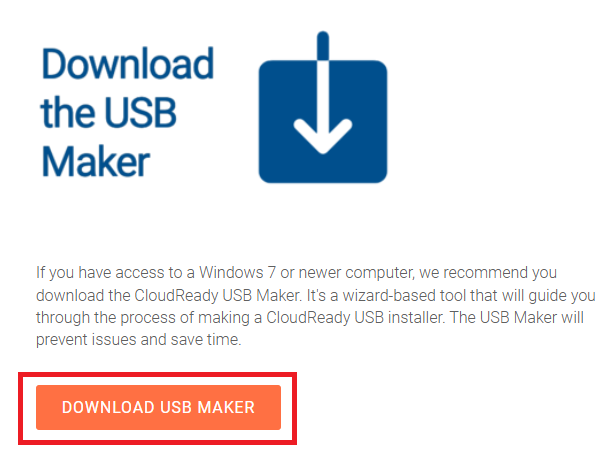 Download
the USB
Maker
If you have access to a Windows 7 or newer computer, we recommend you
download the CloudReady USB Maker. It's a wizard-based tool that will guide you
through the process of making a CloudReady USB installer. The USB Maker will
prevent issues and save time.
DOWNLOAD USB MAKER